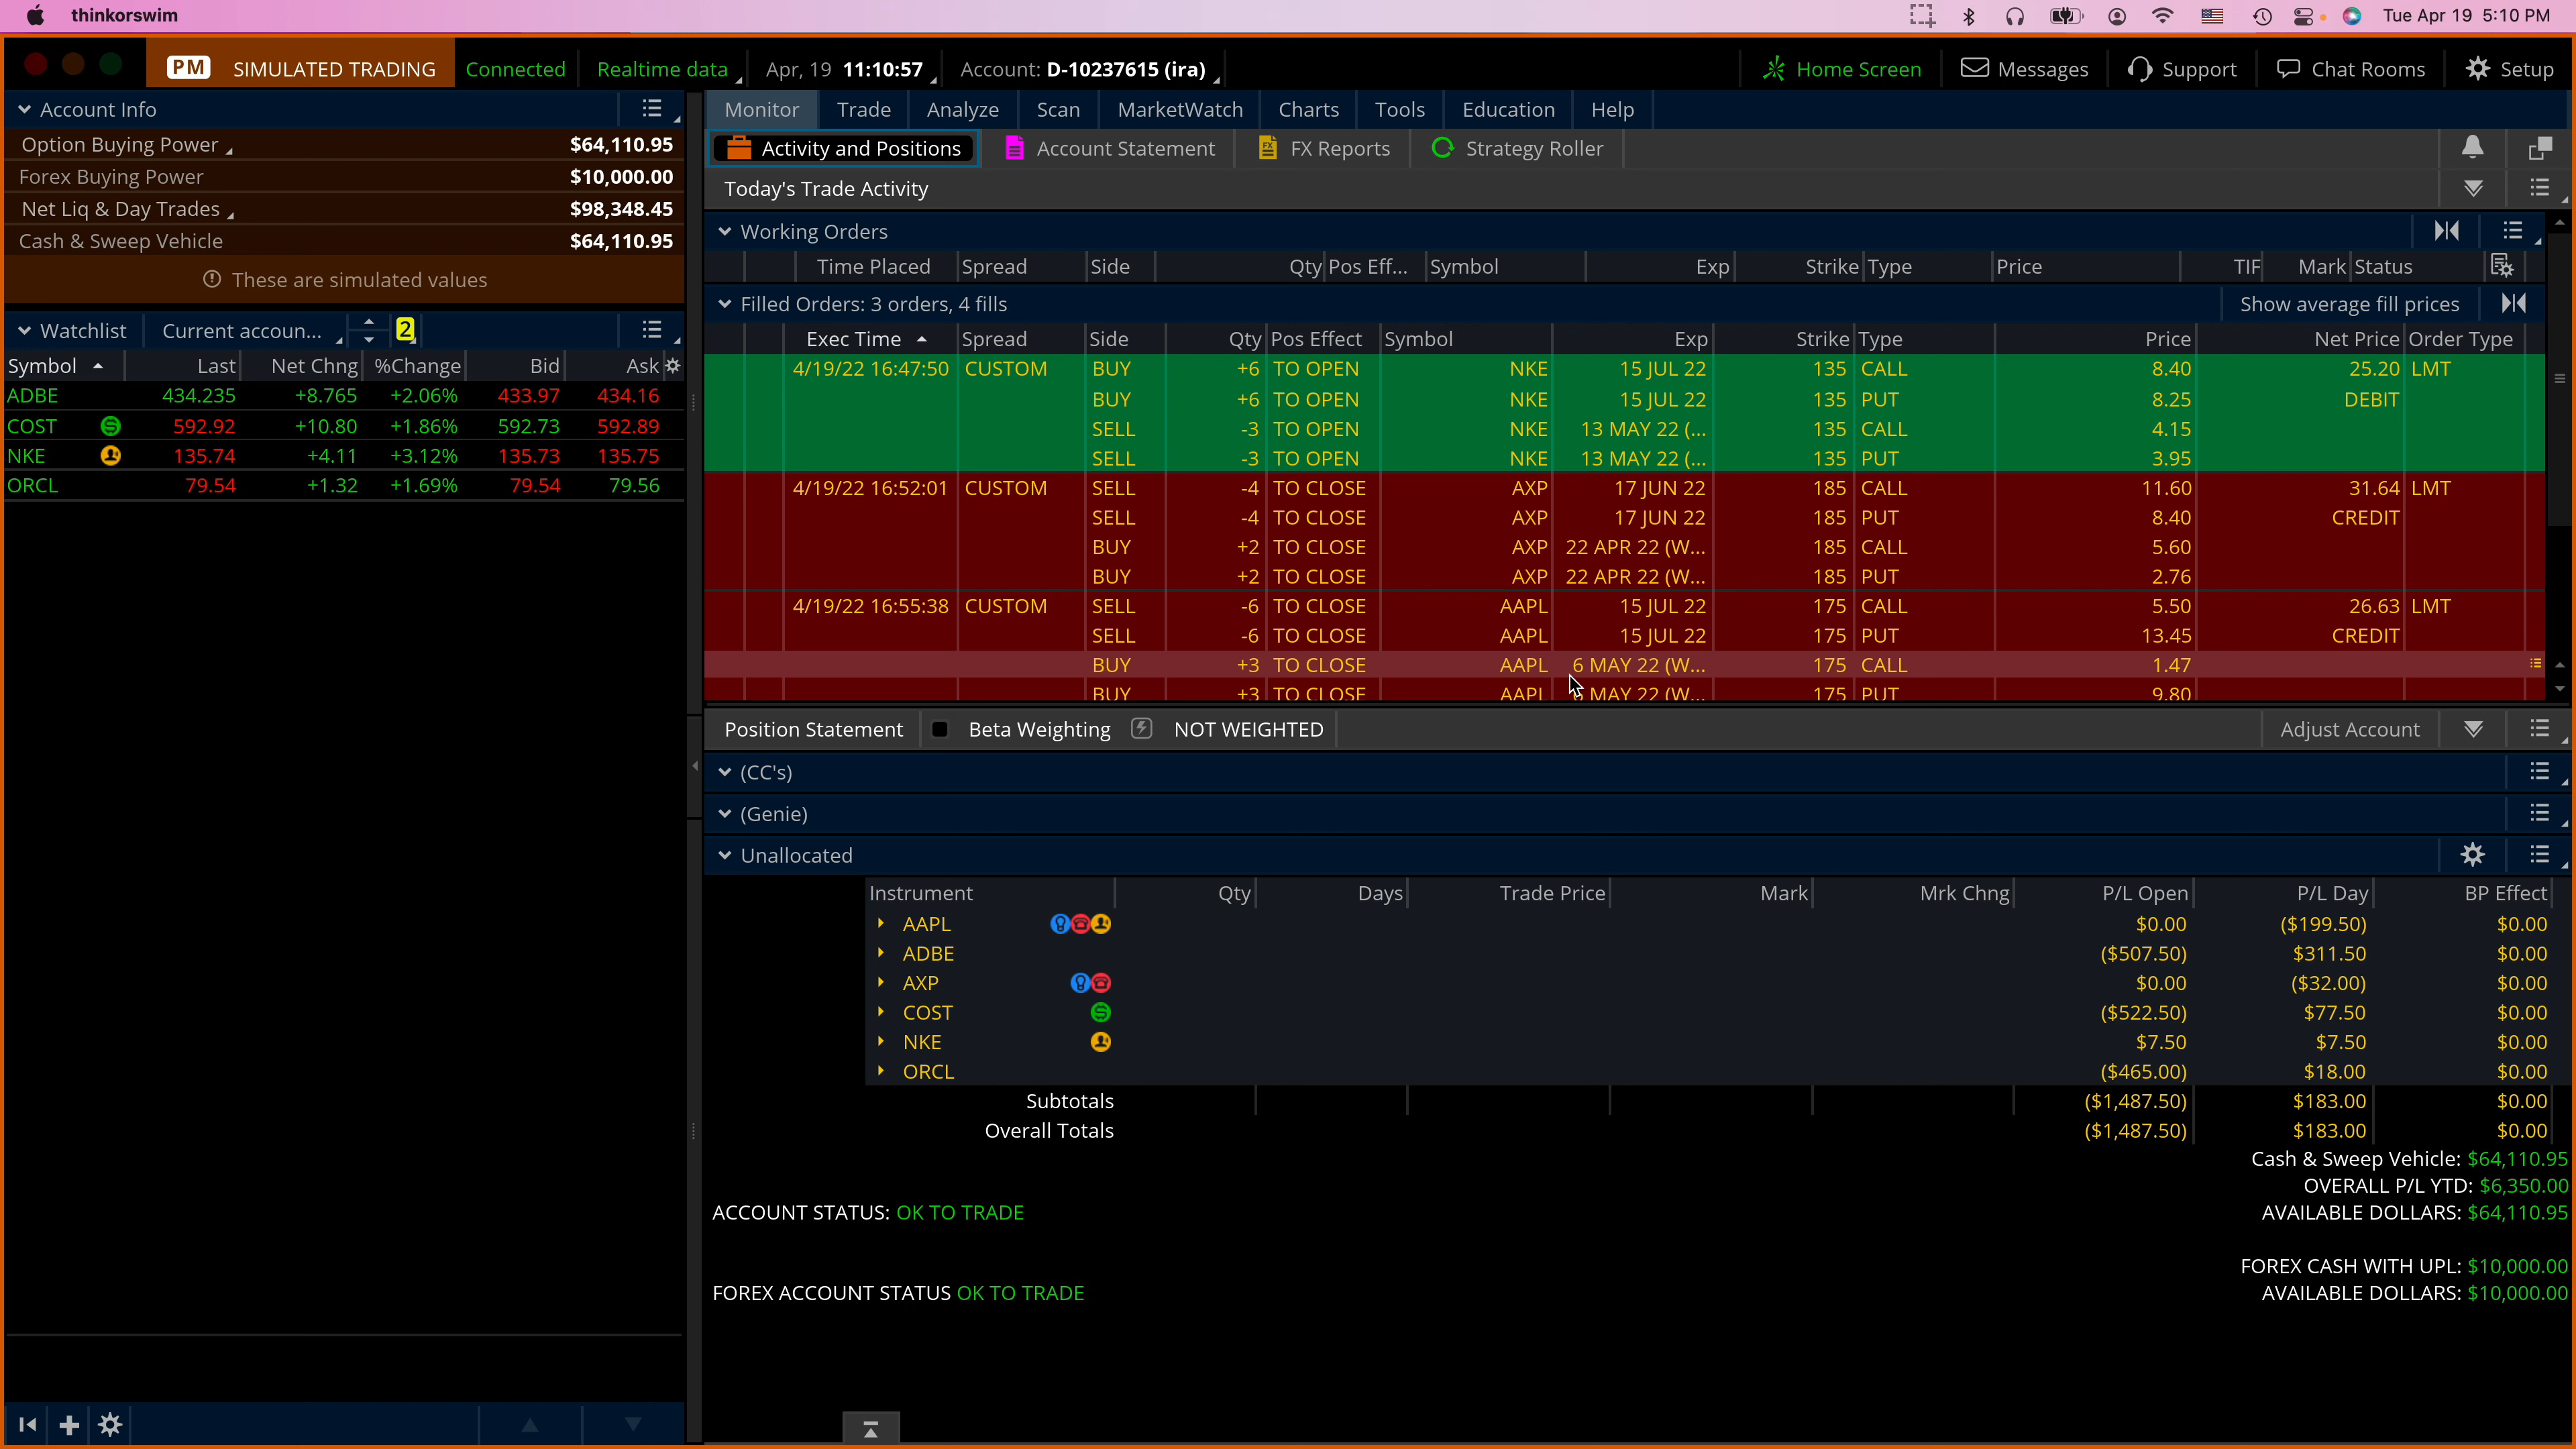 thinkorswim Tue Apr 19 5:10 PM
PM SIMULATED TRADING Connected Realtime data Apr, 19 11:10:57 Account: D-10237615 (ira) Home Screen Messages Support Chat Rooms Setup
Account Info
Option Buying Power $64,110.95
Forex Buying Power $10,000.00
Net Liq & Day Trades $98,348.45
Cash & Sweep Vehicle $64,110.95
These are simulated values
Watchlist Current accoun... 2
Symbol Last Net Chng %Change Bid Ask
ADBE 434.235 +8.765 +2.06% 433.97 434.16
COST 592.92 +10.80 +1.86% 592.73 592.89
NKE 135.74 +4.11 +3.12% 135.73 135.75
ORCL 79.54 +1.32 +1.69% 79.54 79.56
Monitor Trade Analyze Scan MarketWatch Charts Tools Education Help
Activity and Positions Account Statement FX FX Reports Strategy Roller
Today's Trade Activity
Working Orders
Time Placed Spread Side Qty Pos Eff... Symbol Exp Strike Type Price TIF Mark Status
Filled Orders: 3 orders, 4 fills Show average fill prices
Exec Time Spread Side Qty Pos Effect Symbol Exp Strike Type Price Net Price Order Type
4/19/22 16:47:50 CUSTOM BUY +6 TO OPEN NKE 15 JUL 22 135 CALL 8.40 25.20 LMT
BUY +6 TO OPEN NKE 15 JUL 22 135 PUT 8.25 DEBIT
SELL -3 TO OPEN NKE 13 MAY 22 (... 135 CALL 4.15
SELL -3 TO OPEN NKE 13 MAY 22 (... 135 PUT 3.95
4/19/22 16:52:01 CUSTOM SELL -4 TO CLOSE AXP 17 JUN 22 185 CALL 11.60 31.64 LMT
SELL -4 TO CLOSE AXP 17 JUN 22 185 PUT 8.40 CREDIT
BUY +2 TO CLOSE AXP 22 APR 22 (W... 185 CALL 5.60
BUY +2 TO CLOSE AXP 22 APR 22 (W... 185 PUT 2.76
4/19/22 16:55:38 CUSTOM SELL -6 TO CLOSE AAPL 15 JUL 22 175 CALL 5.50 26.63 LMT
SELL -6 TO CLOSE AAPL 15 JUL 22 175 PUT 13.45 CREDIT
BUY +3 TO CLOSE AAPL 6 MAY 22 (W... 175 CALL 1.47
BUY +3 TO CLOSE AAPL 6 MAY 22 (W... 175 PUT 9.80
Position Statement Beta Weighting NOT WEIGHTED Adjust Account
(CC's)
(Genie)
Unallocated
Instrument Qty Days Trade Price Mark Mrk Chng P/L Open P/L Day BP Effect
AAPL $0.00 ($199.50) $0.00
ADBE ($507.50) $311.50 $0.00
AXP $0.00 ($32.00) $0.00
COST ($522.50) $77.50 $0.00
NKE $7.50 $7.50 $0.00
ORCL ($465.00) $18.00 $0.00
Subtotals ($1,487.50) $183.00 $0.00
Overall Totals ($1,487.50) $183.00 $0.00
Cash & Sweep Vehicle: $64,110.95
OVERALL P/L YTD: $6,350.00
ACCOUNT STATUS: OK TO TRADE AVAILABLE DOLLARS: $64,110.95
FOREX CASH WITH UPL: $10,000.00
FOREX ACCOUNT STATUS OK TO TRADE AVAILABLE DOLLARS: $10,000.00